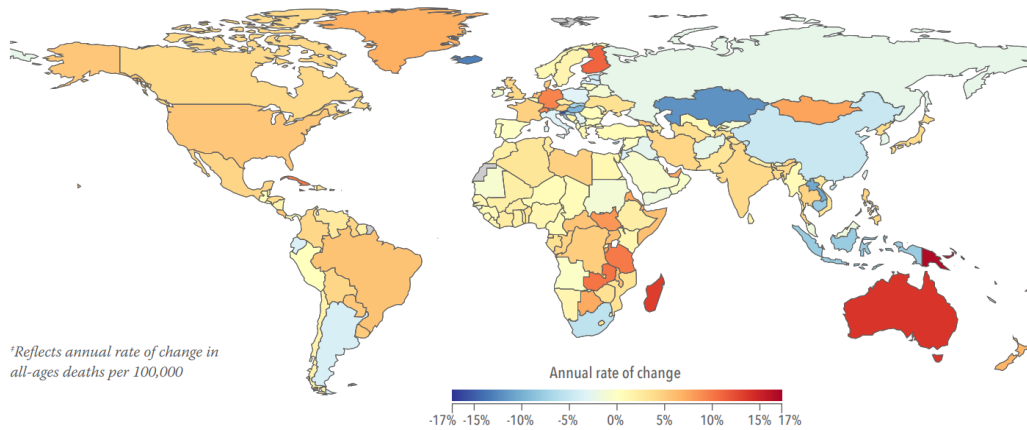 ‡Reflects annual rate of change in
all-ages deaths per 100,000
Annual rate of change
-17% -15% -10% -5% 0% 5% 10% 15% 17%